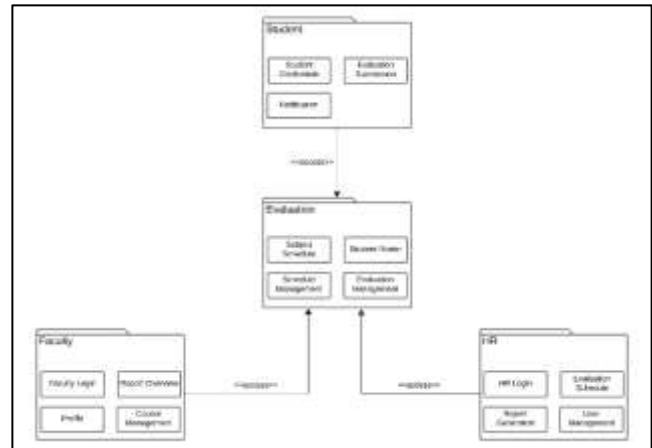 Student
Student
Credentials
Evaluation
Notification
<<access>>
Evaluation
Subject
Schedule
Student Roster
Schedule
Management
Evaluation
Management
Faculty
HR
Faculty Login
Report Overview
<<access>>
<<access>>
HR Login
Evaluation
Schedule
Profile
Course
Management
Report
Generation
User
Management